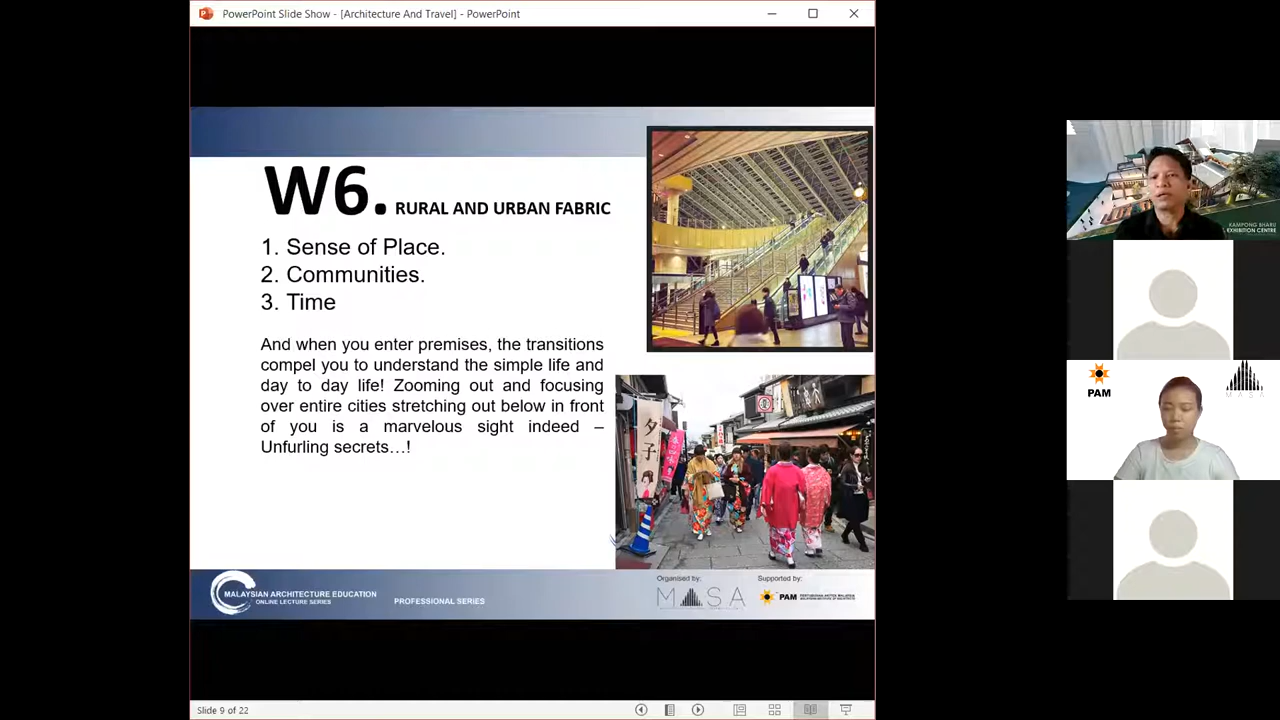 PowerPoint Slide Show - [Architecture And Travel] - PowerPoint
W6. RURAL AND URBAN FABRIC
1. Sense of Place.
2. Communities.
3. Time
And when you enter premises, the transitions
compel you to understand the simple life and
day to day life! Zooming out and focusing
over entire cities stretching out below in front
of you is a marvelous sight indeed –
Unfurling secrets…!
夕
子
MALAYSIAN ARCHITECTURE EDUCATION
ONLINE LECTURE SERIES
PROFESSIONAL SERIES
Organised by:
MASA
Supported by:
PAM
Slide 9 of 22
KAMPONG BHARU
EXHIBITION CENTRE
PAM
MASA